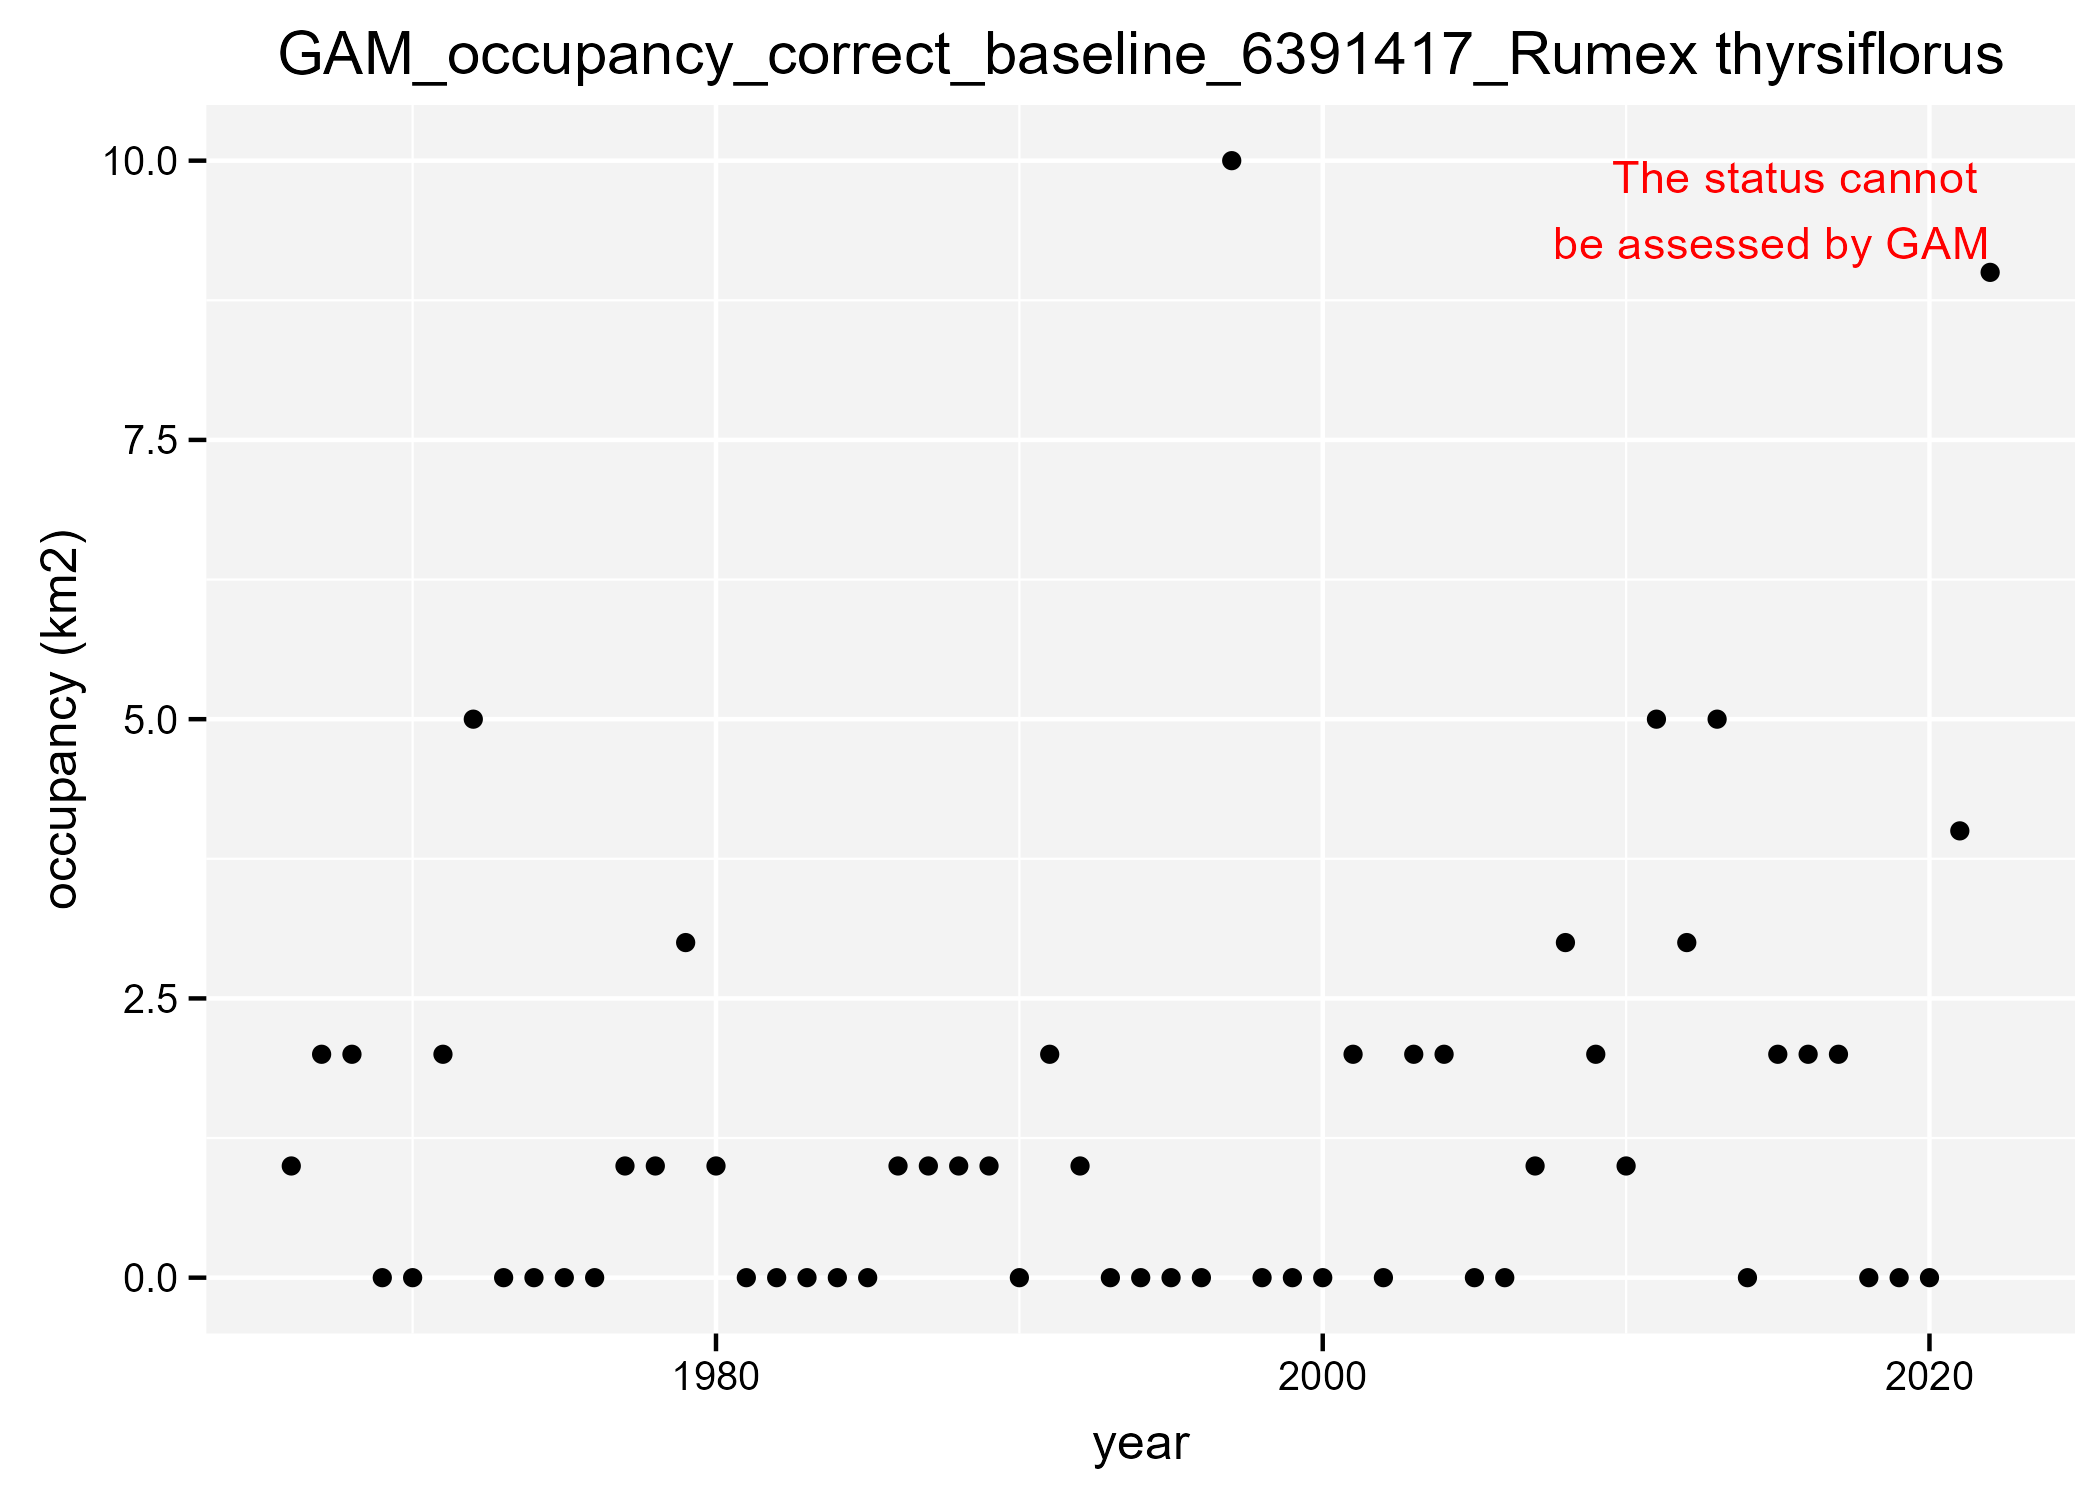 GAM_occupancy_correct_baseline_6391417_Rumex thyrsiflorus
10.0
The status cannot
be assessed by GAM
7.5
5.0
2.5
0.0
occupancy (km2)
1980
2000
2020
year